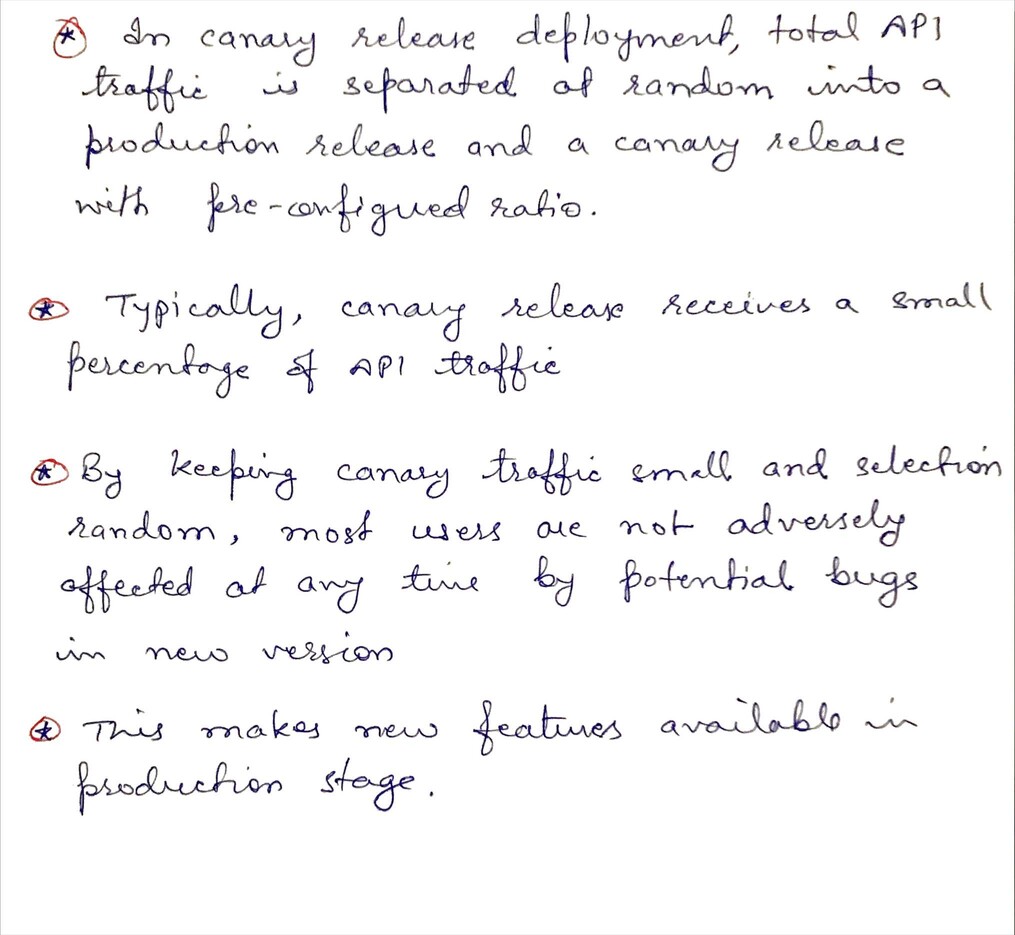 * In canary release deployment, total API
traffic is separated at random into a
production release and a canary release
with pre-configued ratio.
* Typically, canary release receives a small
percentage of API traffic
* By keeping canary traffic small and selection
random, most users are not adversely
affected at any time by potential bugs
in new version
* This makes new features available in
production stage.